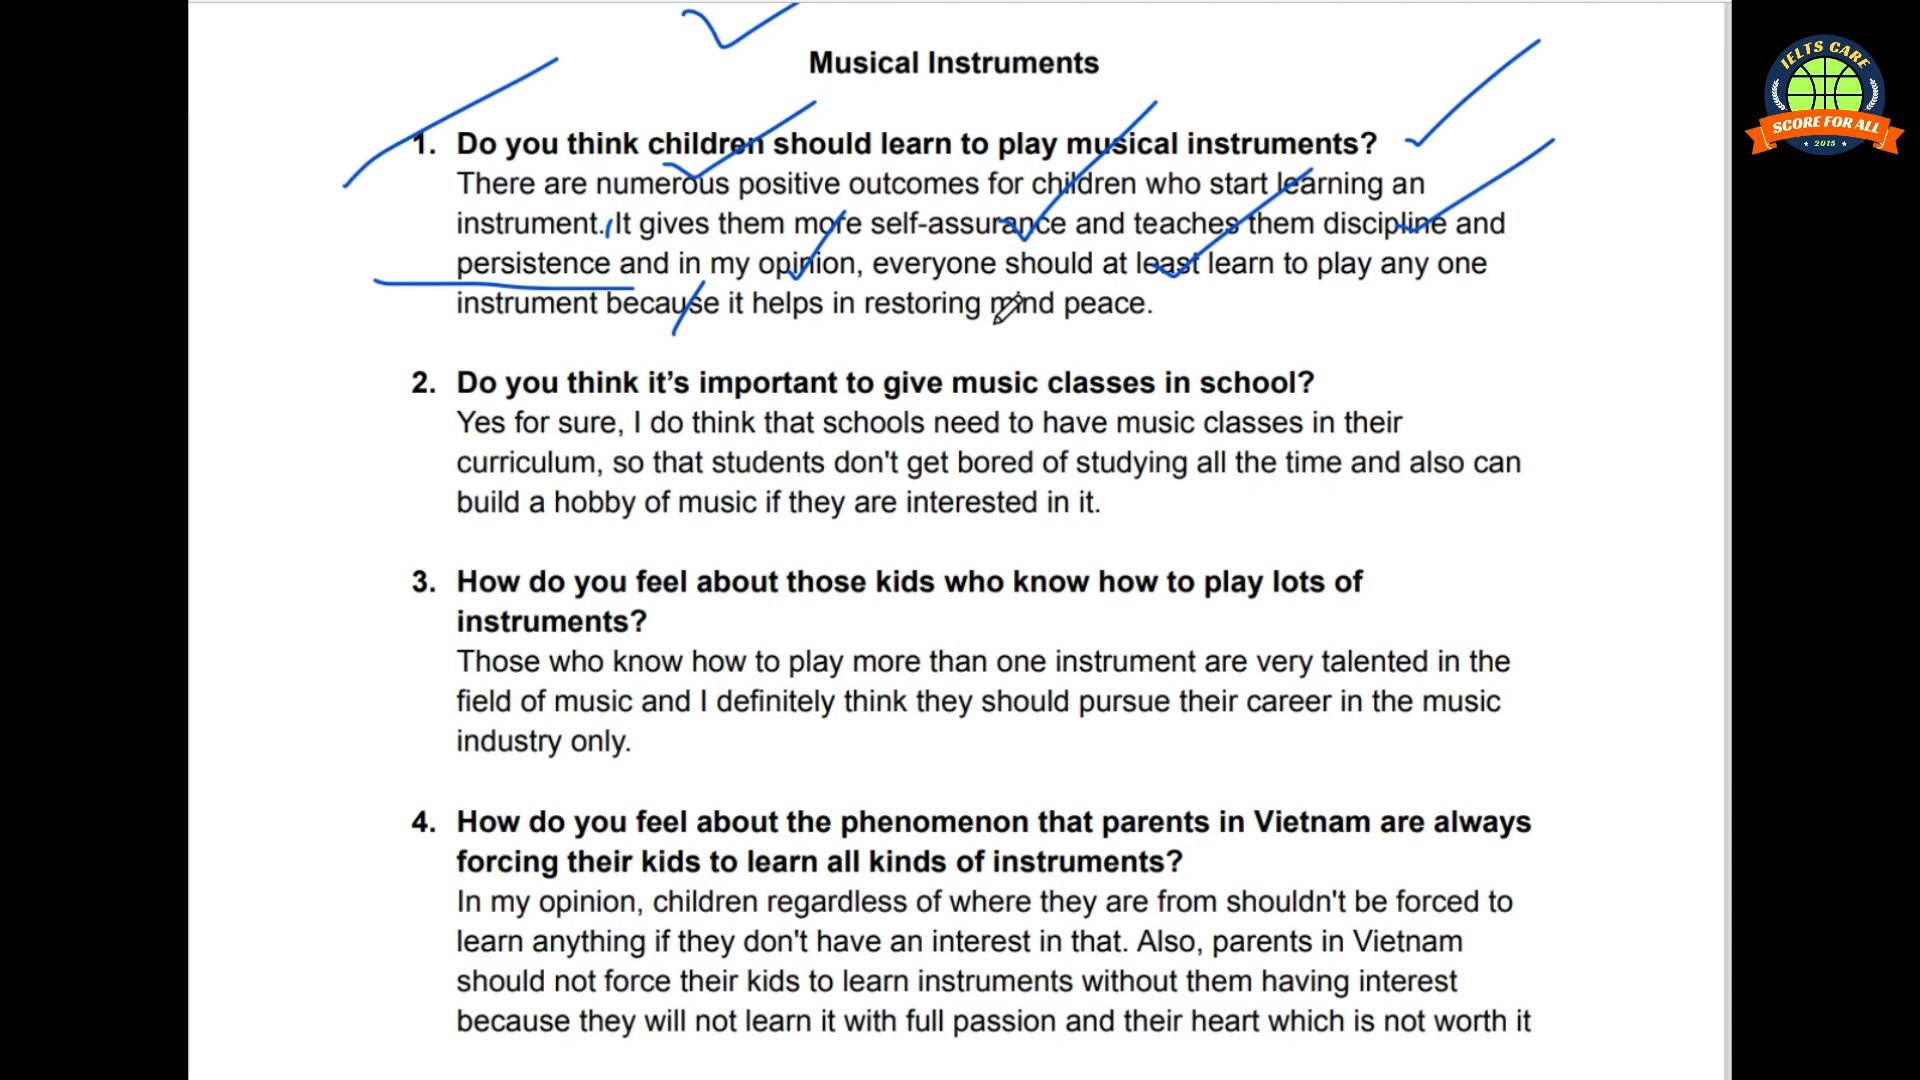 Musical Instruments
1. Do you think children should learn to play musical instruments?
There are numerous positive outcomes for children who start learning an
instrument. It gives them more self-assurance and teaches them discipline and
persistence and in my opinion, everyone should at least learn to play any one
instrument because it helps in restoring mind peace.
2. Do you think it’s important to give music classes in school?
Yes for sure, I do think that schools need to have music classes in their
curriculum, so that students don't get bored of studying all the time and also can
build a hobby of music if they are interested in it.
3. How do you feel about those kids who know how to play lots of
instruments?
Those who know how to play more than one instrument are very talented in the
field of music and I definitely think they should pursue their career in the music
industry only.
4. How do you feel about the phenomenon that parents in Vietnam are always
forcing their kids to learn all kinds of instruments?
In my opinion, children regardless of where they are from shouldn't be forced to
learn anything if they don't have an interest in that. Also, parents in Vietnam
should not force their kids to learn instruments without them having interest
because they will not learn it with full passion and their heart which is not worth it
IELTS CARE
SCORE FOR ALL
2015